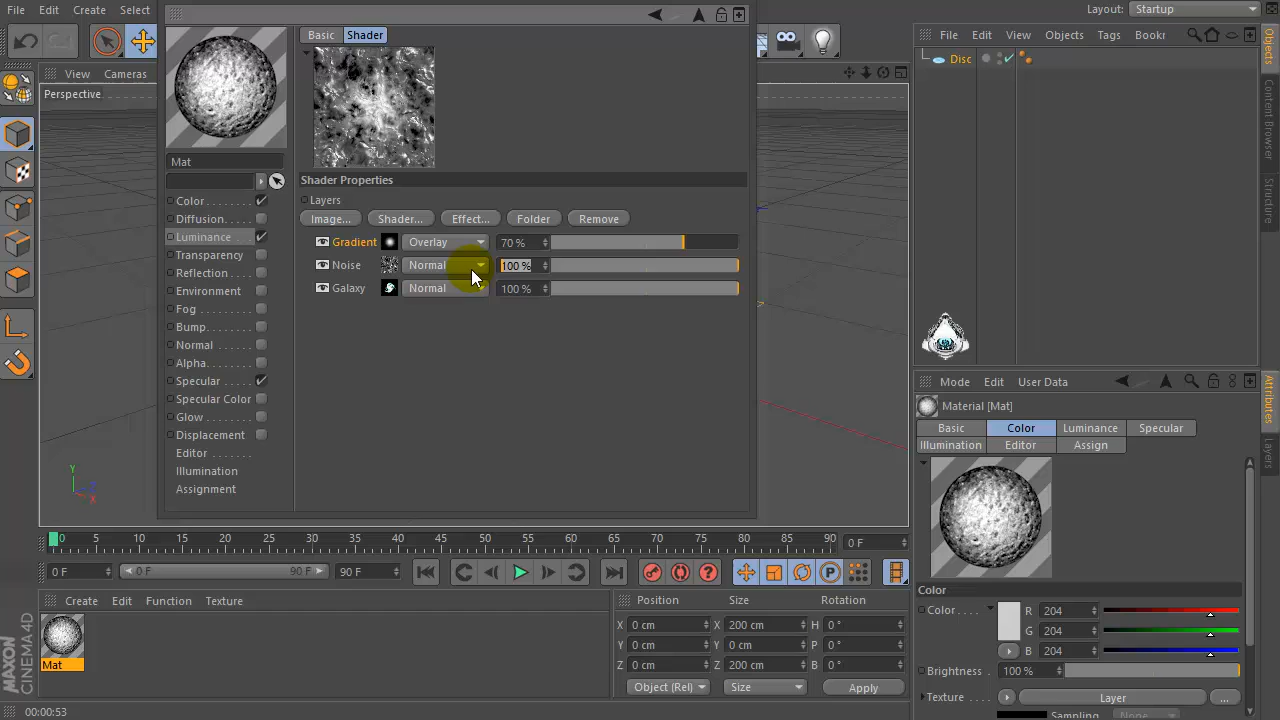 File Edit Create Select
Layout: Startup
Basic Shader
File Edit View Objects Tags Bookr
Disc
View Cameras
Perspective
Mat
Shader Properties
Layers
Image... Shader... Effect... Folder Remove
Gradient Overlay 70 %
Noise Normal 100 %
Galaxy Normal 100 %
Color
Diffusion
Luminance
Transparency
Reflection
Environment
Fog
Bump
Normal
Alpha
Specular
Specular Color
Glow
Displacement
Editor
Illumination
Assignment
Y
Z
X
Objects
Content Browser
Structure
Mode Edit User Data
Material [Mat]
Basic Color Luminance Specular
Illumination Editor Assign
Attributes
Layers
Color
Color R 204
G 204
B 204
Brightness 100 %
Texture Layer ...
Sampling None
0 5 10 15 20 25 30 35 40 45 50 55 60 65 70 75 80 85 90 0 F
0 F 0 F 90 F 90 F
Create Edit Function Texture
Mat
Position Size Rotation
X 0 cm X 200 cm H 0 °
Y 0 cm Y 0 cm P 0 °
Z 0 cm Z 200 cm B 0 °
Object (Rel) Size Apply
MAXON
CINEMA4D
00:00:53